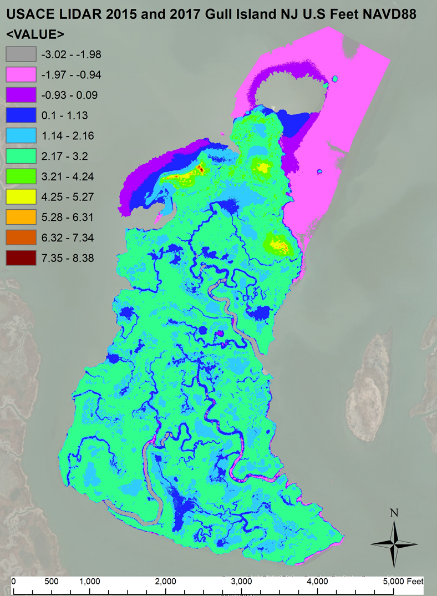 USACE LIDAR 2015 and 2017 Gull Island NJ U.S Feet NAVD88
<VALUE>
-3.02 - -1.98
-1.97 - -0.94
-0.93 - 0.09
0.1 - 1.13
1.14 - 2.16
2.17 - 3.2
3.21 - 4.24
4.25 - 5.27
5.28 - 6.31
6.32 - 7.34
7.35 - 8.38
N
0 500 1,000 2,000 3,000 4,000 5,000 Feet